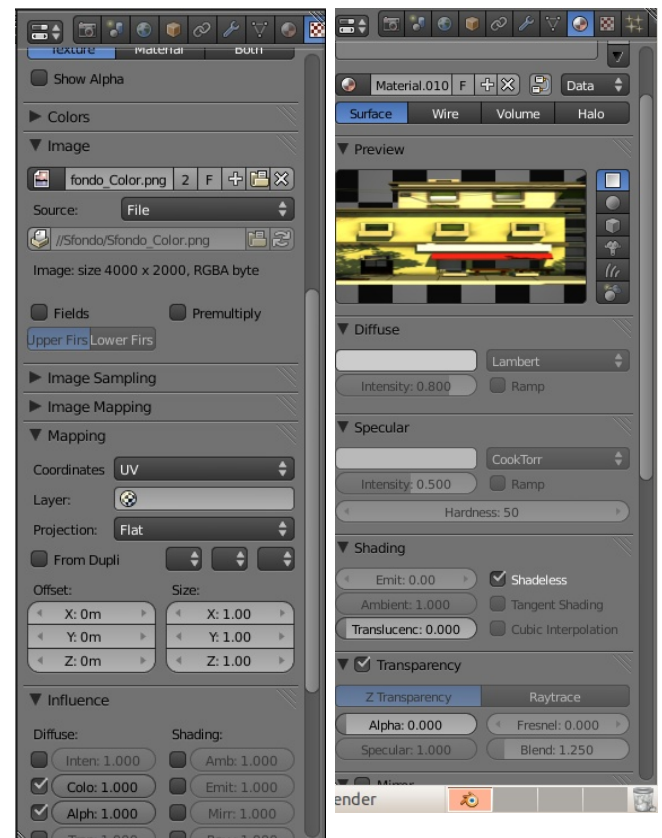 Texture Material Both
Show Alpha
Colors
Image
fondo_Color.png 2 F
Source: File
//Sfondo/Sfondo_Color.png
Image: size 4000 x 2000, RGBA byte
Fields Premultiply
Upper Firs Lower Firs
Image Sampling
Image Mapping
Mapping
Coordinates UV
Layer:
Projection: Flat
From Dupli
Offset: Size:
X: 0m X: 1.00
Y: 0m Y: 1.00
Z: 0m Z: 1.00
Influence
Diffuse: Shading:
Inten: 1.000 Amb: 1.000
Colo: 1.000 Emit: 1.000
Alph: 1.000 Mirr: 1.000
Material.010 F Data
Surface Wire Volume Halo
Preview
Diffuse
Lambert
Intensity: 0.800 Ramp
Specular
CookTorr
Intensity: 0.500 Ramp
Hardness: 50
Shading
Emit: 0.00 Shadeless
Ambient: 1.000 Tangent Shading
Translucenc: 0.000 Cubic Interpolation
Transparency
Z Transparency Raytrace
Alpha: 0.000 Fresnel: 0.000
Specular: 1.000 Blend: 1.250
Mirror
ender